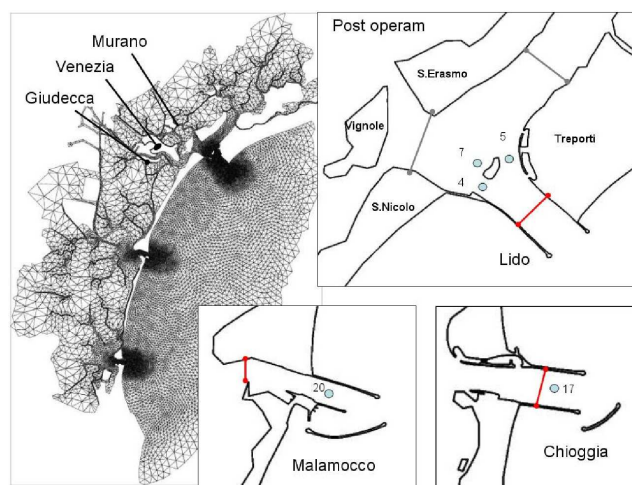 Murano
Venezia
Giudecca
Post operam
S.Erasmo
Vignole
Treporti
5
7
4
S.Nicolo
Lido
20
Malamocco
17
Chioggia